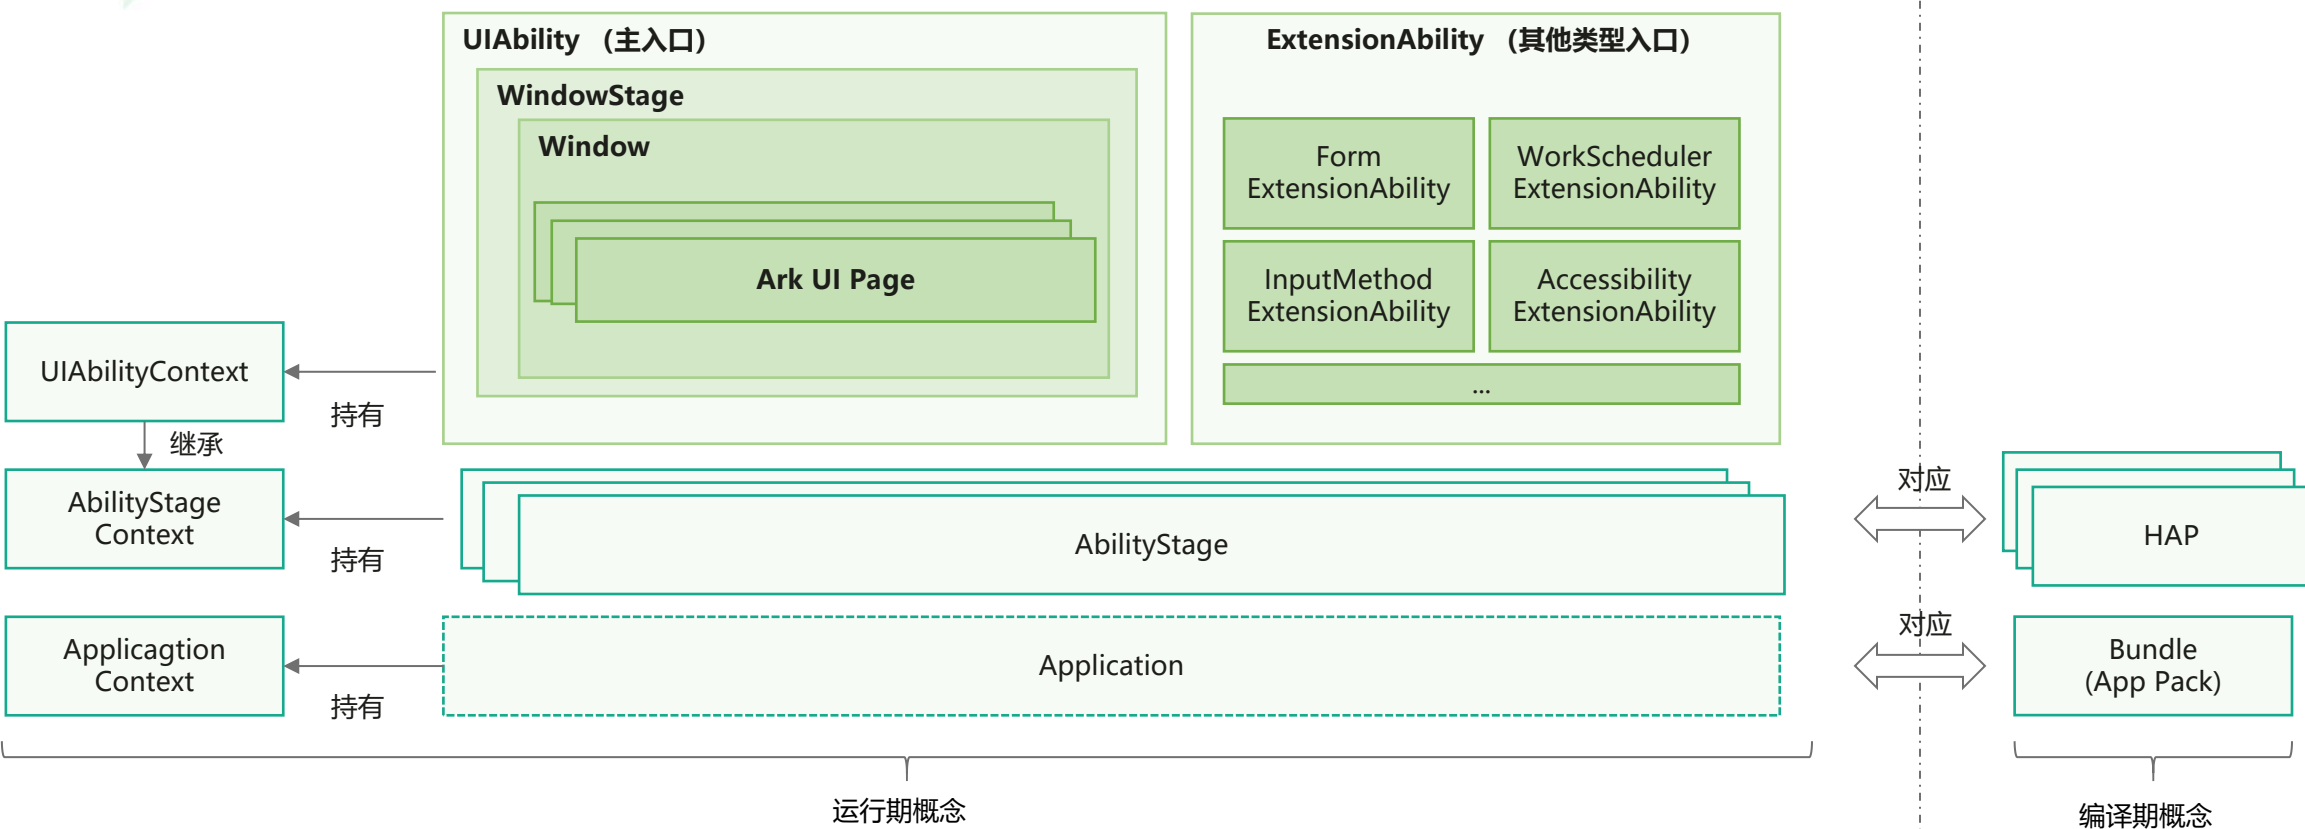 UIAbility （主入口）
WindowStage
Window
Ark UI Page
ExtensionAbility （其他类型入口）
Form
ExtensionAbility
WorkScheduler
ExtensionAbility
InputMethod
ExtensionAbility
Accessibility
ExtensionAbility
...
UIAbilityContext
持有
继承
AbilityStage
Context
持有
AbilityStage
对应
HAP
Applicagtion
Context
持有
Application
对应
Bundle
(App Pack)
运行期概念
编译期概念